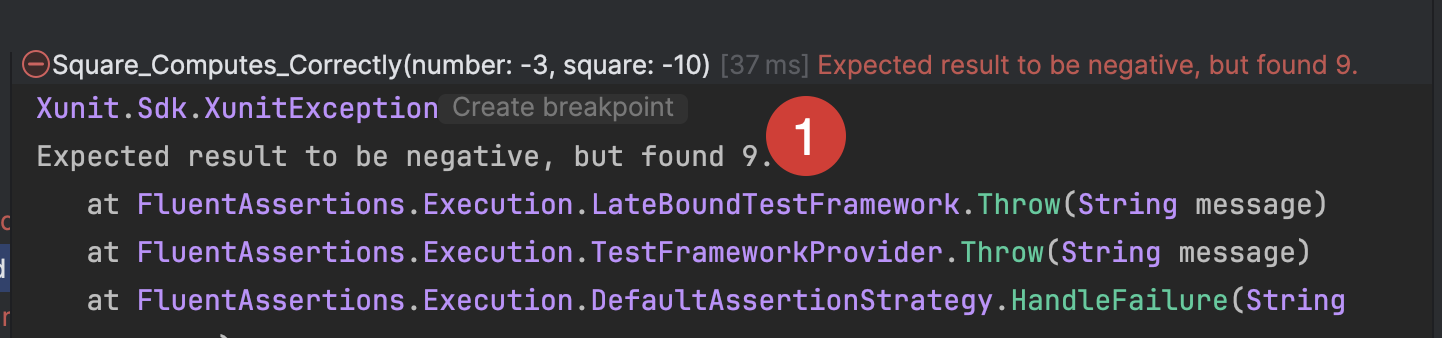 Square_Computes_Correctly(number: -3, square: -10) [37 ms] Expected result to be negative, but found 9.
Xunit.Sdk.XunitException Create breakpoint
Expected result to be negative, but found 9.
1
at FluentAssertions.Execution.LateBoundTestFramework.Throw(String message)
at FluentAssertions.Execution.TestFrameworkProvider.Throw(String message)
at FluentAssertions.Execution.DefaultAssertionStrategy.HandleFailure(String